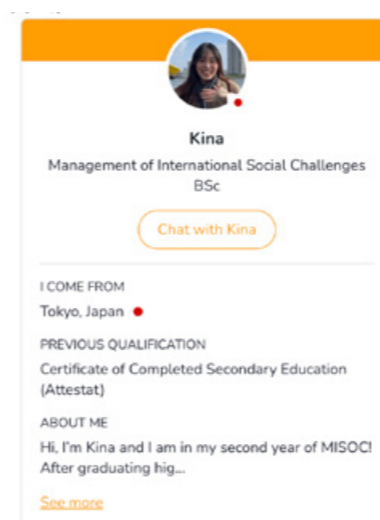 Kina
Management of International Social Challenges
BSc
Chat with Kina
I COME FROM
Tokyo, Japan
PREVIOUS QUALIFICATION
Certificate of Completed Secondary Education
(Attestat)
ABOUT ME
Hi, I'm Kina and I am in my second year of MISOC!
After graduating hig...
See more